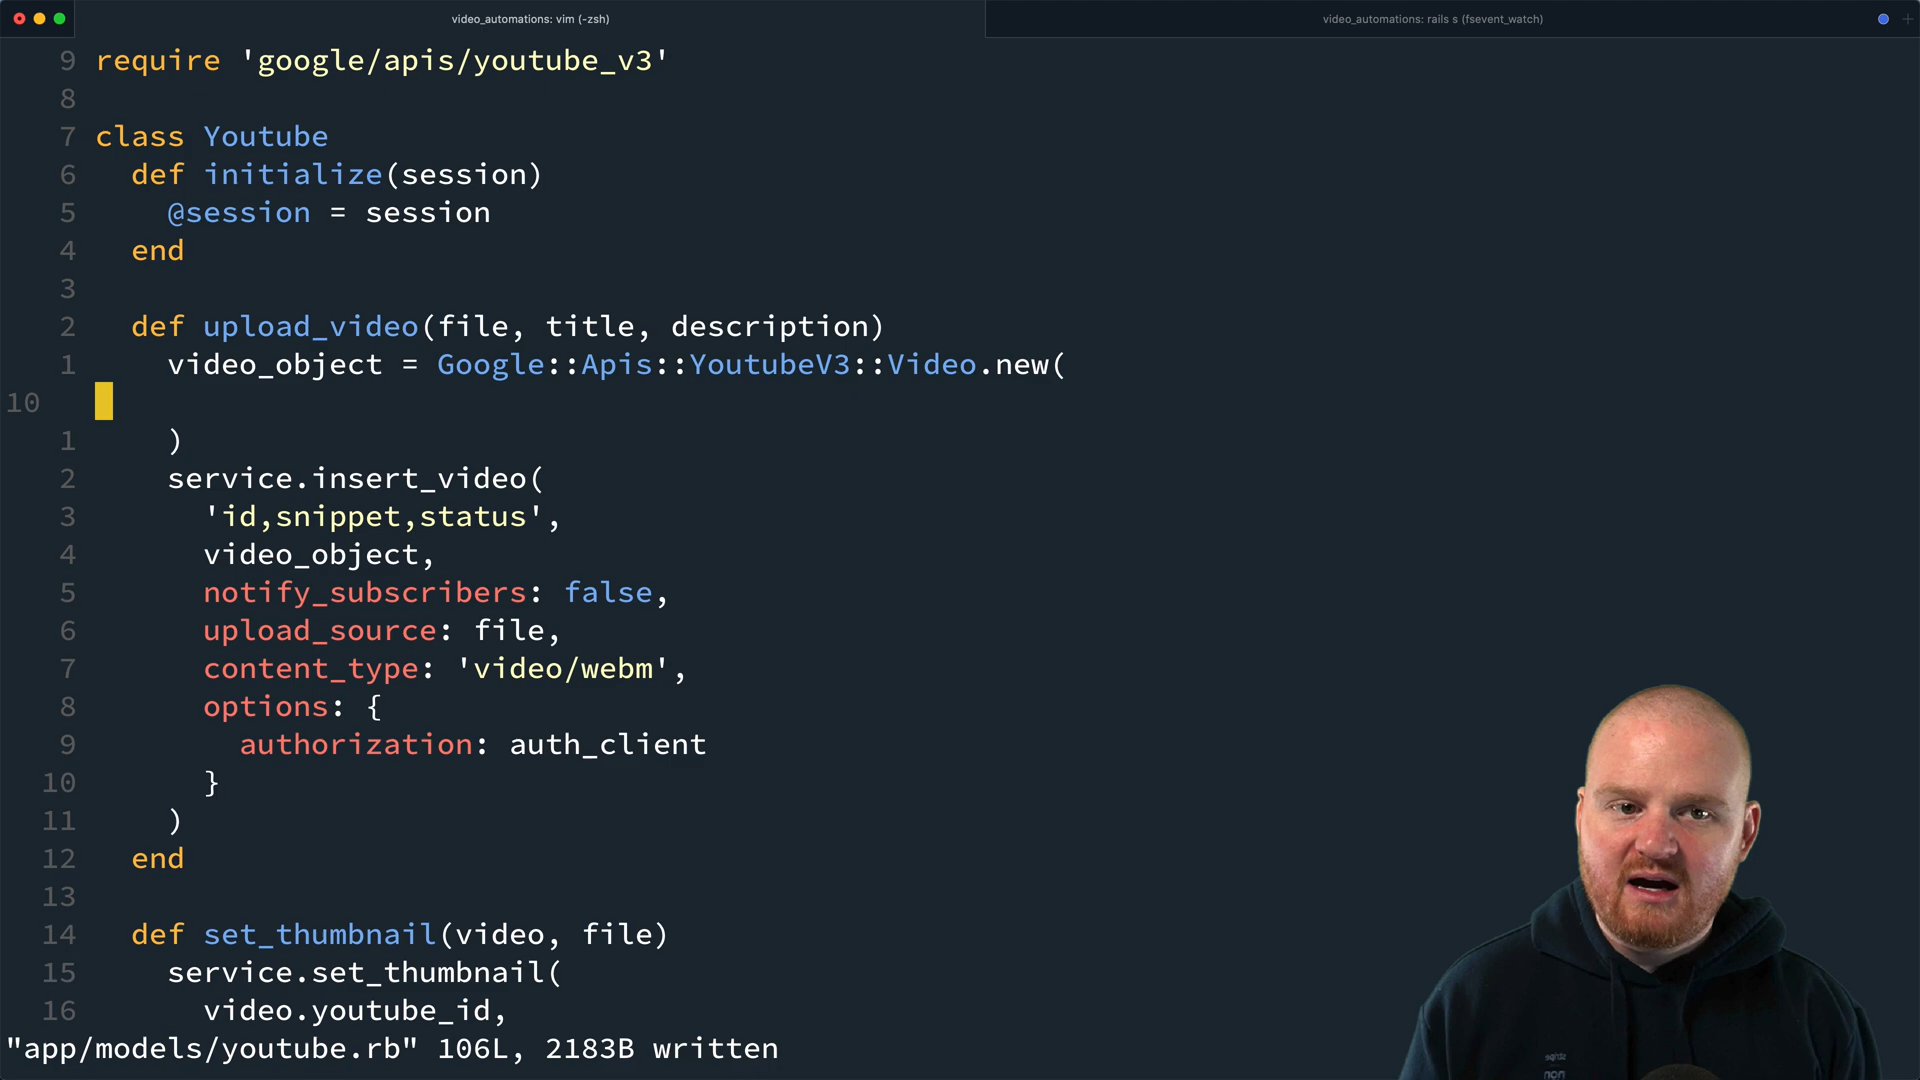 video_automations: vim (-zsh)
video_automations: rails s (fsevent_watch)
9 require 'google/apis/youtube_v3'
8
7 class Youtube
6   def initialize(session)
5     @session = session
4   end
3
2   def upload_video(file, title, description)
1     video_object = Google::Apis::YoutubeV3::Video.new(
10
1     )
2     service.insert_video(
3       'id,snippet,status',
4       video_object,
5       notify_subscribers: false,
6       upload_source: file,
7       content_type: 'video/webm',
8       options: {
9         authorization: auth_client
10       }
11     )
12   end
13
14   def set_thumbnail(video, file)
15     service.set_thumbnail(
16       video.youtube_id,
"app/models/youtube.rb" 106L, 2183B written